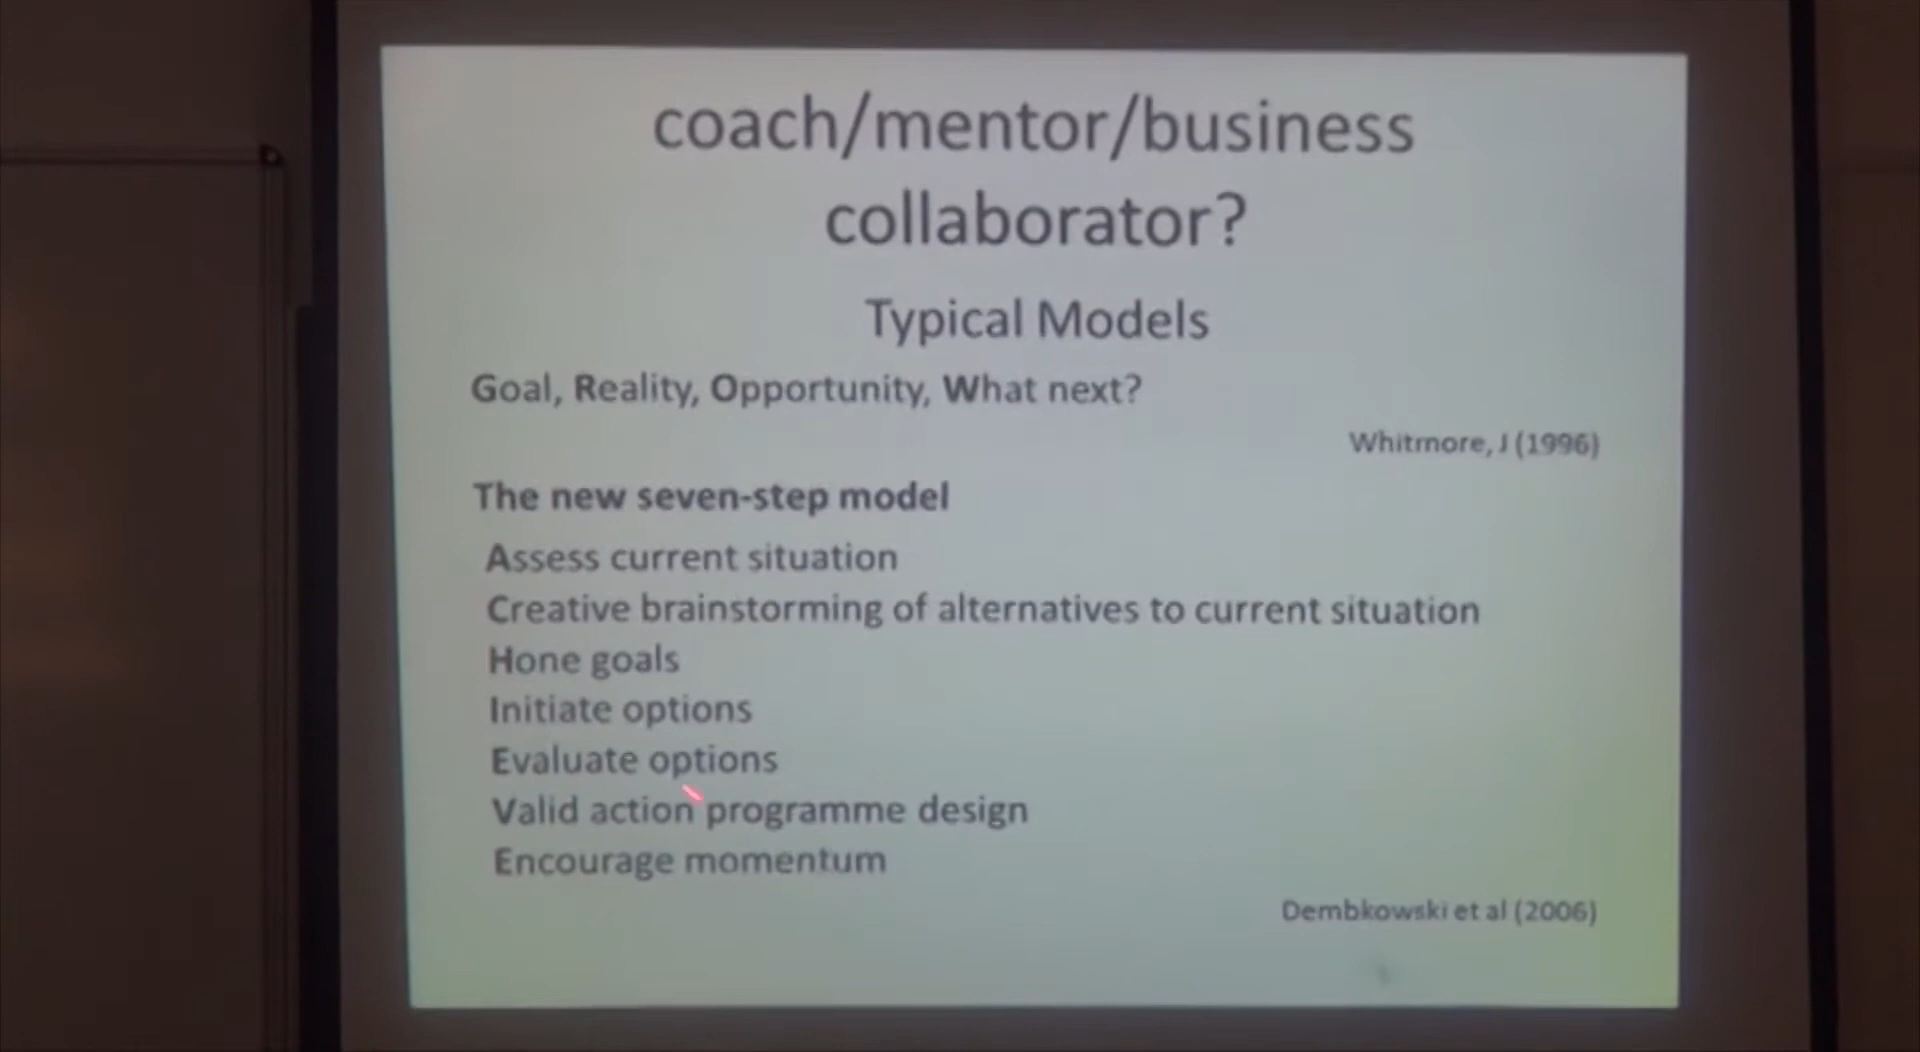 coach/mentor/business
collaborator?
Typical Models
Goal, Reality, Opportunity, What next?
Whitmore, J (1996)
The new seven-step model
Assess current situation
Creative brainstorming of alternatives to current situation
Hone goals
Initiate options
Evaluate options
Valid action programme design
Encourage momentum
Dembkowski et al (2006)